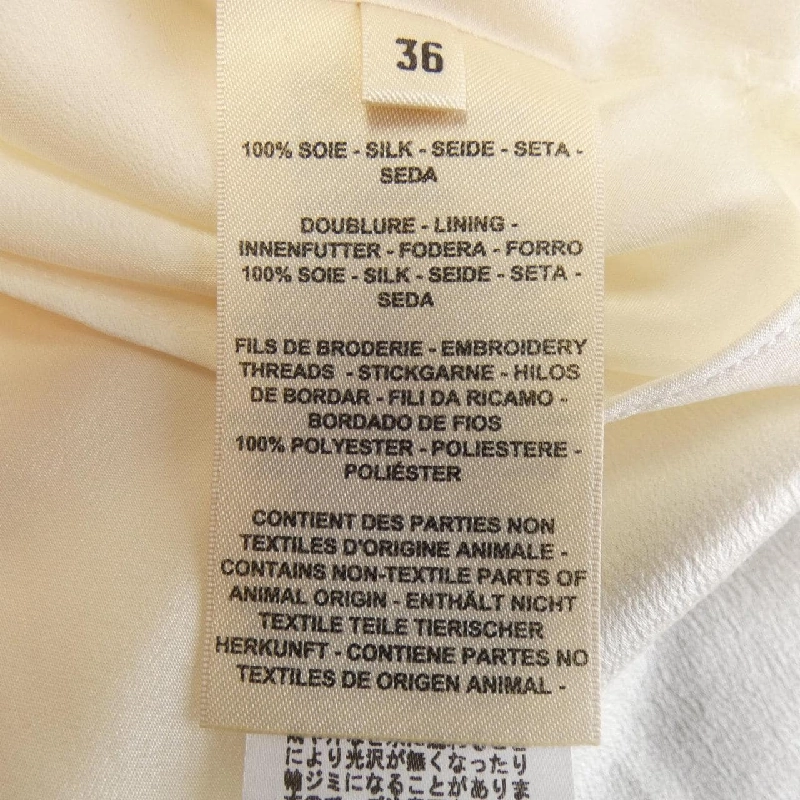 36
100% SOIE - SILK - SEIDE - SETA -
SEDA
DOUBLURE - LINING -
INNENFUTTER - FODERA - FORRO
100% SOIE - SILK - SEIDE - SETA -
SEDA
FILS DE BRODERIE - EMBROIDERY
THREADS - STICKGARNE - HILOS
DE BORDAR - FILI DA RICAMO -
BORDADO DE FIOS
100% POLYESTER - POLIESTERE -
POLIÉSTER
CONTIENT DES PARTIES NON
TEXTILES D'ORIGINE ANIMALE -
CONTAINS NON-TEXTILE PARTS OF
ANIMAL ORIGIN - ENTHÄLT NICHT
TEXTILE TEILE TIERISCHER
HERKUNFT - CONTIENE PARTES NO
TEXTILES DE ORIGEN ANIMAL -
により光沢が無くなったり
輪ジミになることがありま